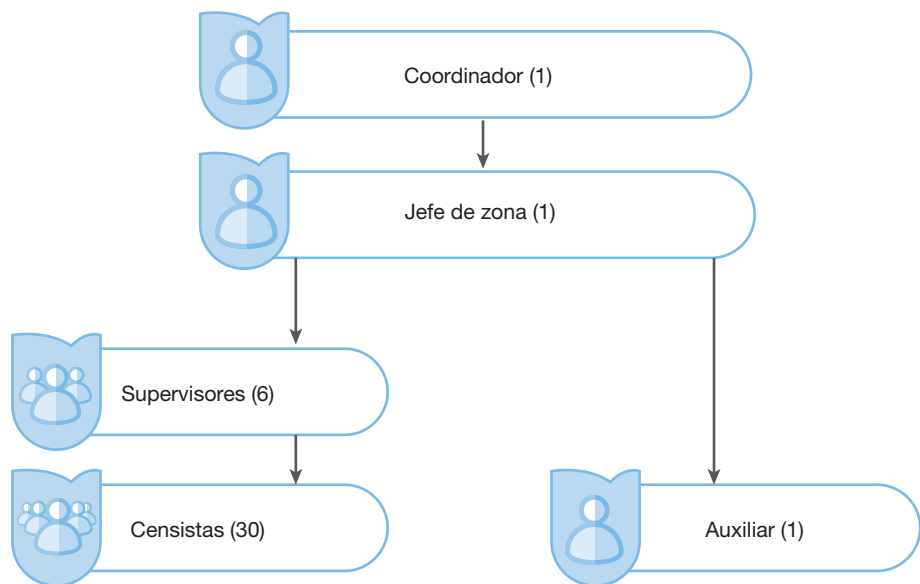 Coordinador (1)
Jefe de zona (1)
Supervisores (6)
Censistas (30)
Auxiliar (1)